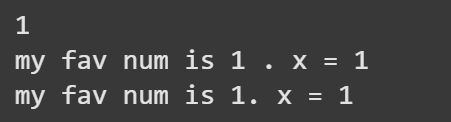 1
my fav num is 1 . x = 1
my fav num is 1. x = 1